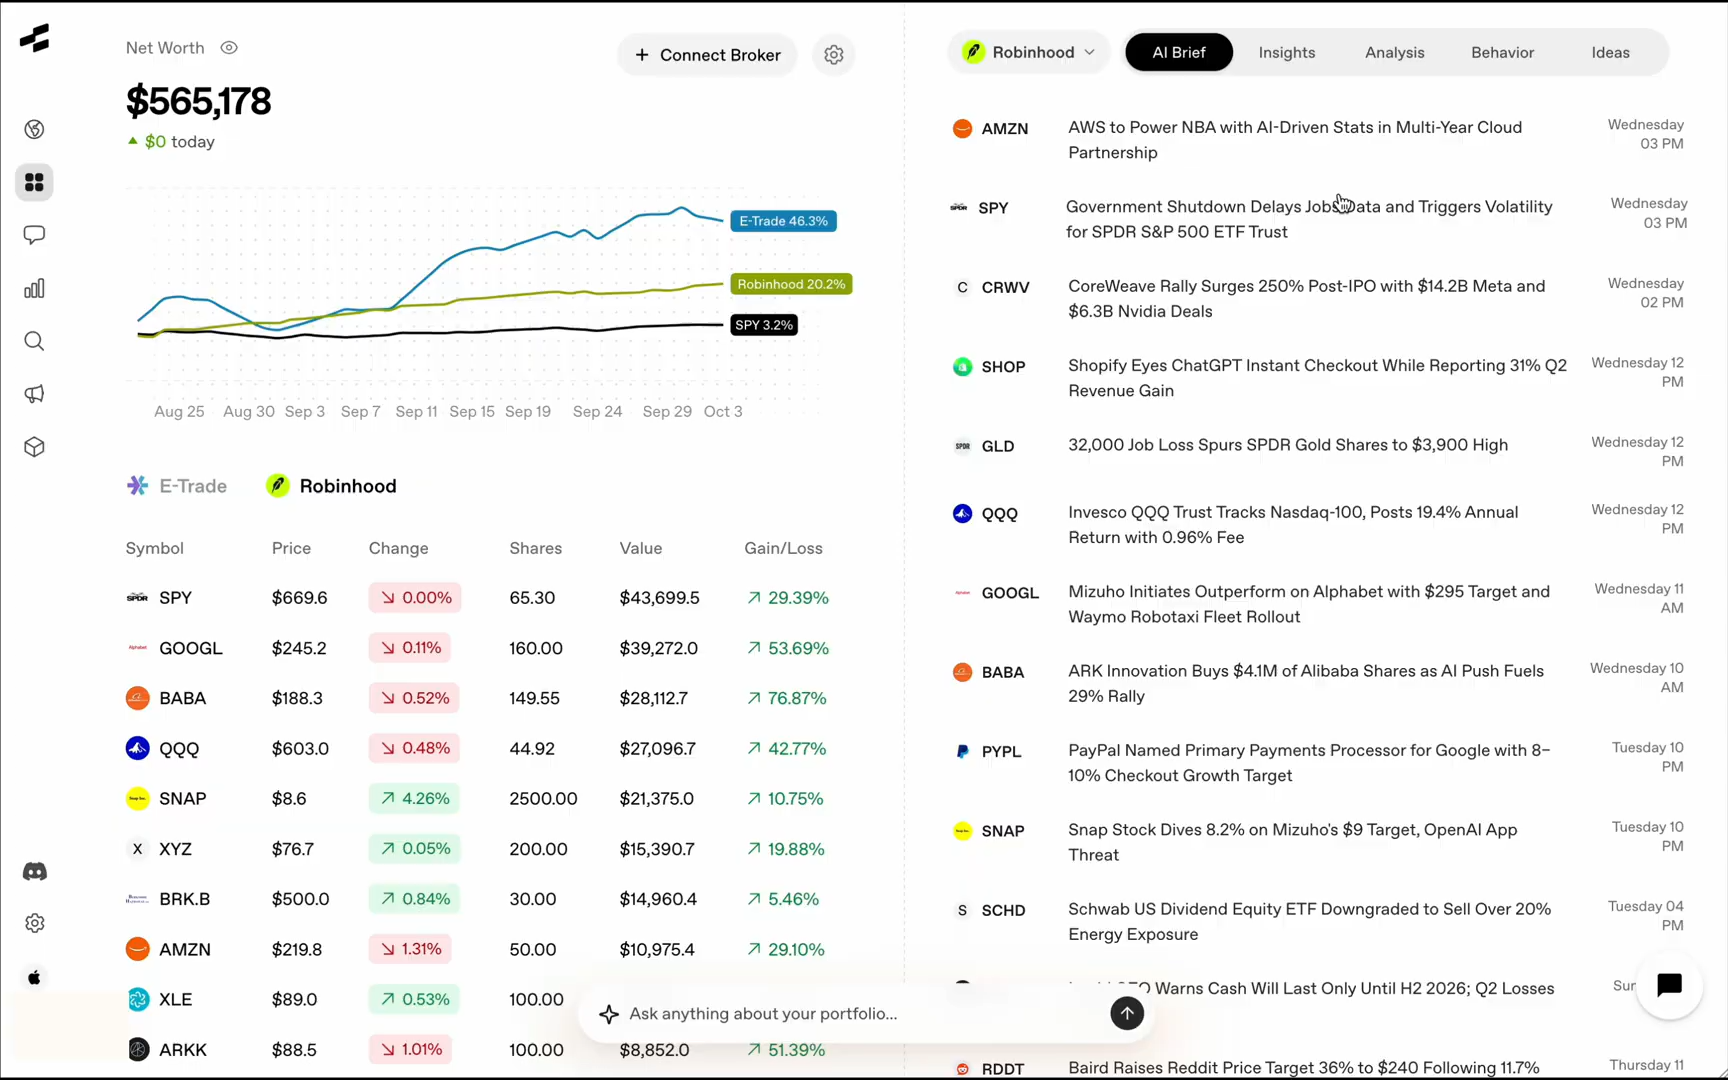 Net Worth
$565,178
$0 today
+ Connect Broker
E-Trade 46.3%
Robinhood 20.2%
SPY 3.2%
Aug 25 Aug 30 Sep 3 Sep 7 Sep 11 Sep 15 Sep 19 Sep 24 Sep 29 Oct 3
E-Trade Robinhood
Symbol Price Change Shares Value Gain/Loss
SPDR SPY $669.6 0.00% 65.30 $43,699.5 29.39%
Alphabet GOOGL $245.2 0.11% 160.00 $39,272.0 53.69%
BABA $188.3 0.52% 149.55 $28,112.7 76.87%
QQQ $603.0 0.48% 44.92 $27,096.7 42.77%
SNAP $8.6 4.26% 2500.00 $21,375.0 10.75%
X XYZ $76.7 0.05% 200.00 $15,390.7 19.88%
BRK.B $500.0 0.84% 30.00 $14,960.4 5.46%
AMZN $219.8 1.31% 50.00 $10,975.4 29.10%
XLE $89.0 0.53% 100.00
ARKK $88.5 1.01% 100.00 $8,852.0 51.39%
Ask anything about your portfolio...
Robinhood
AI Brief Insights Analysis Behavior Ideas
AMZN AWS to Power NBA with AI-Driven Stats in Multi-Year Cloud Wednesday
Partnership 03 PM
SPDR SPY Government Shutdown Delays Jobs Data and Triggers Volatility Wednesday
for SPDR S&P 500 ETF Trust 03 PM
C CRWV CoreWeave Rally Surges 250% Post-IPO with $14.2B Meta and Wednesday
$6.3B Nvidia Deals 02 PM
SHOP Shopify Eyes ChatGPT Instant Checkout While Reporting 31% Q2 Wednesday 12
Revenue Gain PM
SPDR GLD 32,000 Job Loss Spurs SPDR Gold Shares to $3,900 High Wednesday 12
PM
QQQ Invesco QQQ Trust Tracks Nasdaq-100, Posts 19.4% Annual Wednesday 12
Return with 0.96% Fee PM
Alphabet GOOGL Mizuho Initiates Outperform on Alphabet with $295 Target and Wednesday 11
Waymo Robotaxi Fleet Rollout AM
BABA ARK Innovation Buys $4.1M of Alibaba Shares as AI Push Fuels Wednesday 10
29% Rally AM
PYPL PayPal Named Primary Payments Processor for Google with 8–
10% Checkout Growth Target Tuesday 10
PM
SNAP Snap Stock Dives 8.2% on Mizuho's $9 Target, OpenAI App Tuesday 10
Threat PM
S SCHD Schwab US Dividend Equity ETF Downgraded to Sell Over 20% Tuesday 04
Energy Exposure PM
Warns Cash Will Last Only Until H2 2026; Q2 Losses
RDDT Baird Raises Reddit Price Target 36% to $240 Following 11.7% Thursday 11